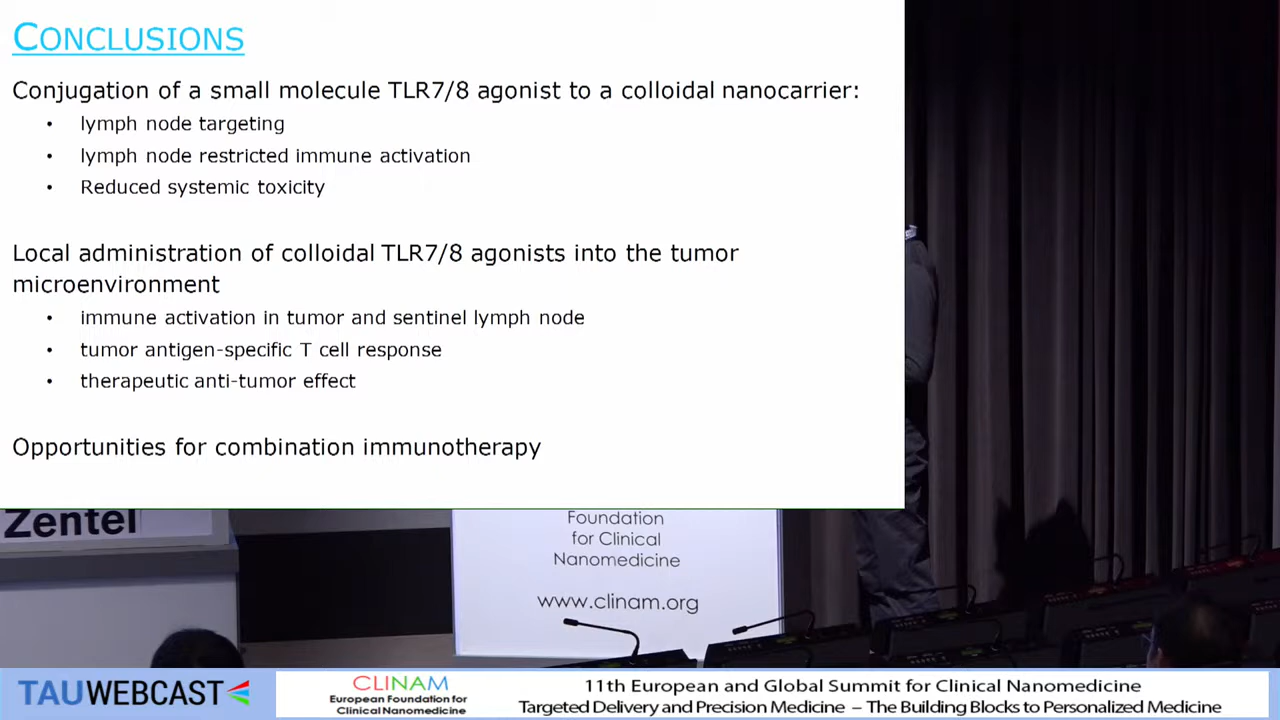 CONCLUSIONS
Conjugation of a small molecule TLR7/8 agonist to a colloidal nanocarrier:
• lymph node targeting
• lymph node restricted immune activation
• Reduced systemic toxicity
Local administration of colloidal TLR7/8 agonists into the tumor
microenvironment
• immune activation in tumor and sentinel lymph node
• tumor antigen-specific T cell response
• therapeutic anti-tumor effect
Opportunities for combination immunotherapy
Zentel
Foundation
for Clinical
Nanomedicine
www.clinam.org
TAUWEBCAST
CLINAM
European Foundation for
Clinical Nanomedicine
11th European and Global Summit for Clinical Nanomedicine
Targeted Delivery and Precision Medicine – The Building Blocks to Personalized Medicine